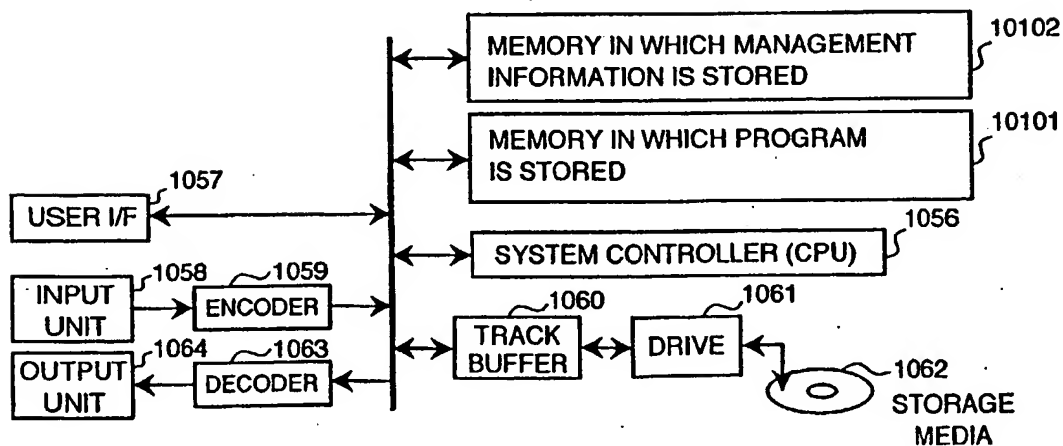 MEMORY IN WHICH MANAGEMENT
INFORMATION IS STORED
10102
MEMORY IN WHICH PROGRAM
IS STORED
10101
USER I/F
1057
SYSTEM CONTROLLER (CPU)
1056
INPUT
UNIT
1058
ENCODER
1059
TRACK
BUFFER
1060
DRIVE
1061
OUTPUT
UNIT
1064
DECODER
1063
1062
STORAGE
MEDIA